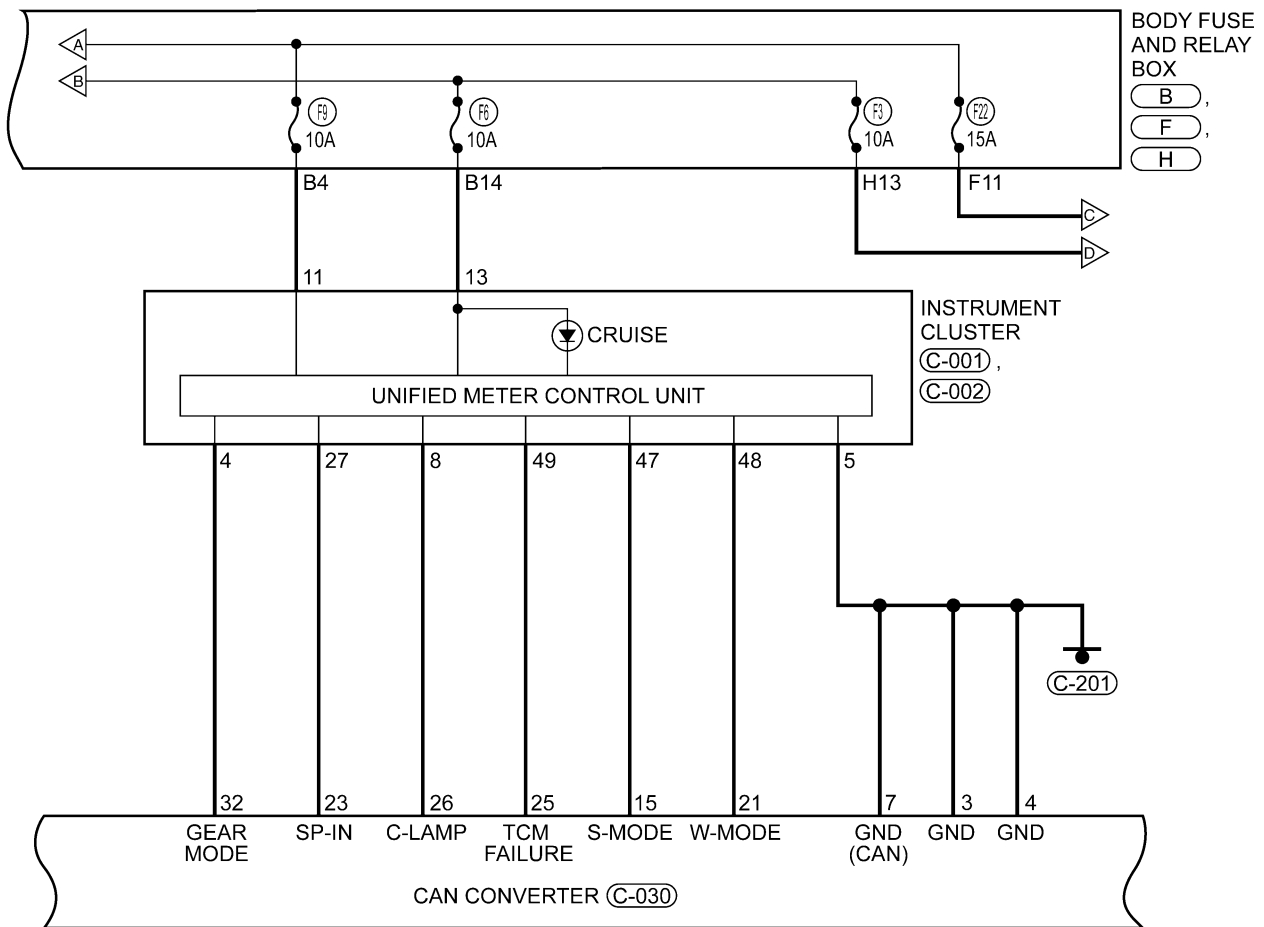 BODY FUSE
AND RELAY
BOX
B ,
F ,
H
A
B
F9
10A
F6
10A
F3
10A
F22
15A
B4
B14
H13
F11
C
D
11
13
INSTRUMENT
CLUSTER
C-001 ,
C-002
CRUISE
UNIFIED METER CONTROL UNIT
4
27
8
49
47
48
5
C-201
32
23
26
25
15
21
7
3
4
GEAR
MODE
SP-IN
C-LAMP
TCM
FAILURE
S-MODE
W-MODE
GND
(CAN)
GND
GND
CAN CONVERTER C-030